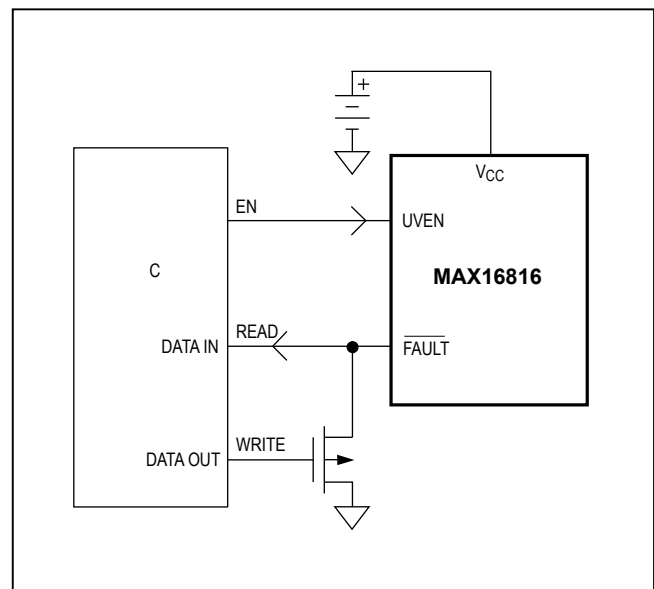 +
−
VCC
EN
UVEN
MAX16816
C
READ
DATA IN
FAULT
WRITE
DATA OUT